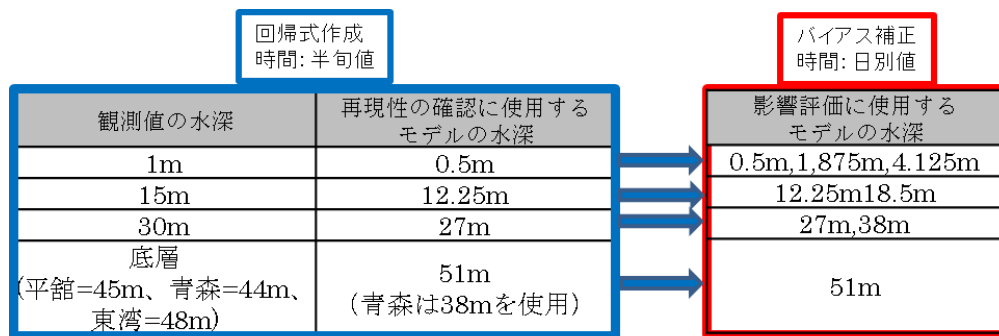 回帰式作成
時間: 半旬値
バイアス補正
時間: 日別値
観測値の水深
再現性の確認に使用する
モデルの水深
影響評価に使用する
モデルの水深
1m
0.5m
0.5m,1,875m,4.125m
15m
12.25m
12.25m18.5m
30m
27m
27m,38m
底層
(平舘=45m、青森=44m、
東湾=48m)
51m
(青森は38mを使用)
51m